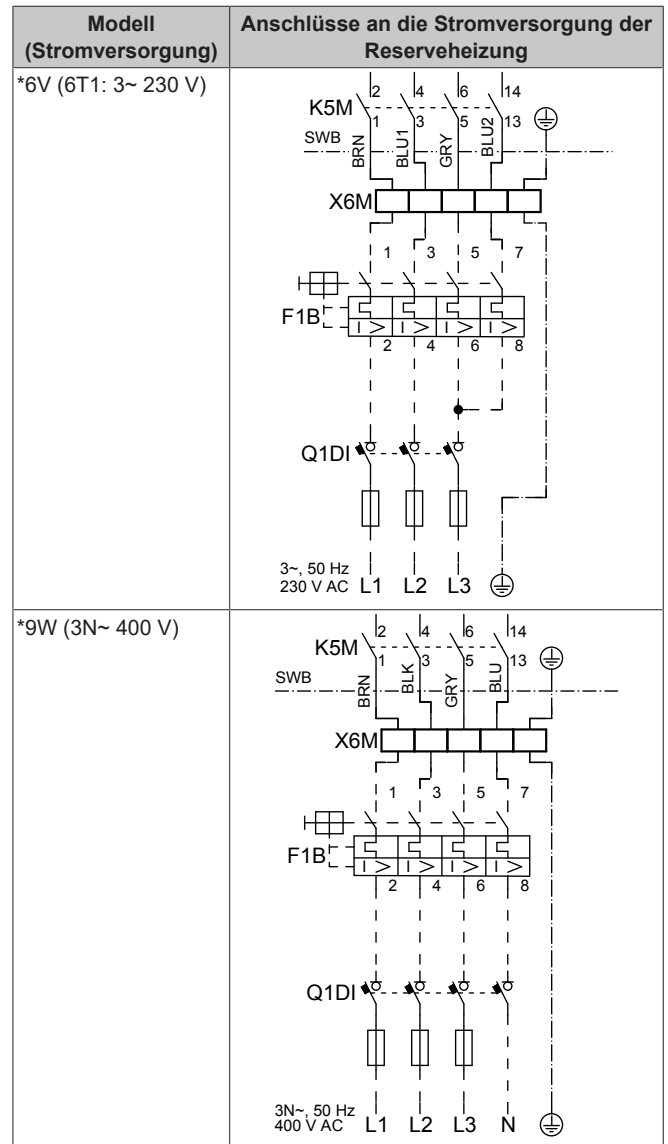 Modell
(Stromversorgung)
Anschlüsse an die Stromversorgung der
Reserveheizung
*6V (6T1: 3~ 230 V)
2 4 6 14
K5M
1 3 5 13
SWB
BRN BLU1 GRY BLU2
X6M
1 3 5 7
F1B
I > I > I > I >
2 4 6 8
Q1DI
3~, 50 Hz
230 V AC L1 L2 L3
*9W (3N~ 400 V)
2 4 6 14
K5M
1 3 5 13
SWB
BRN BLK GRY BLU
X6M
1 3 5 7
F1B
I > I > I > I >
2 4 6 8
Q1DI
3N~, 50 Hz
400 V AC L1 L2 L3 N